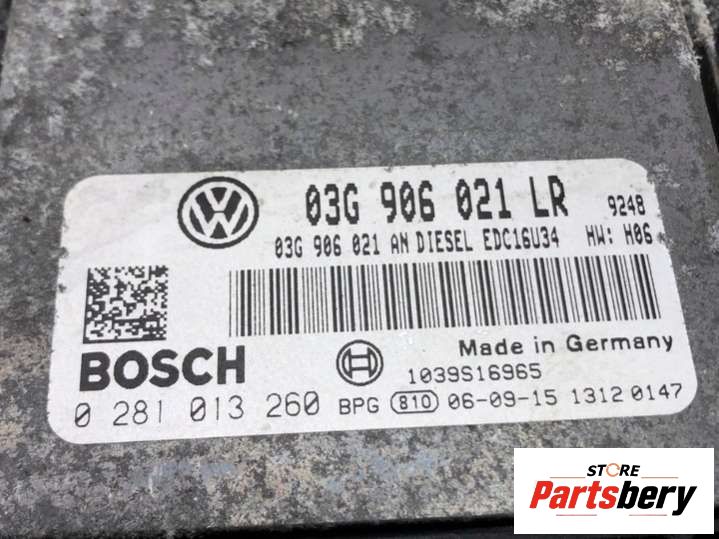 03G 906 021 LR 9248
03G 906 021 AN DIESEL EDC16U34 HW: H06
BOSCH
Made in Germany
1039S16965
0 281 013 260 BPG 810 06-09-15 1312 0147
STORE
Partsbery